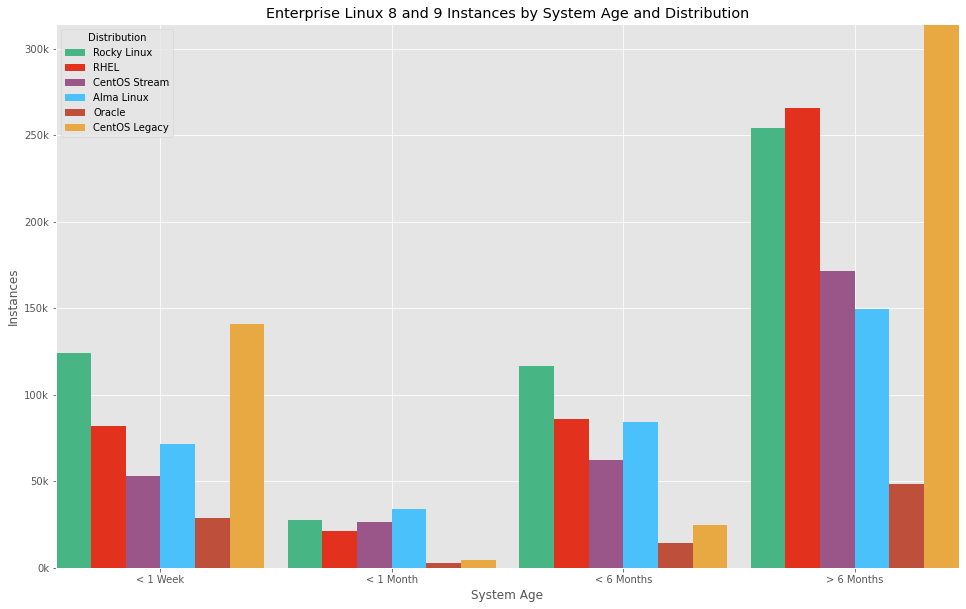 Enterprise Linux 8 and 9 Instances by System Age and Distribution
Distribution
Rocky Linux
RHEL
CentOS Stream
Alma Linux
Oracle
CentOS Legacy
300k
250k
200k
150k
100k
50k
0k
Instances
< 1 Week
< 1 Month
< 6 Months
> 6 Months
System Age